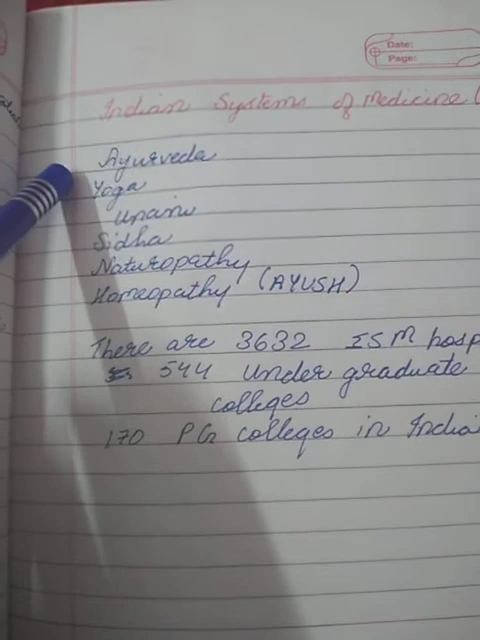 Date:
Page:
Indian Systems of Medicine (
Ayurveda
Yoga
Unani
Sidha
Naturopathy
Homeopathy (AYUSH)
There are 3632 ISM hosp
544 Under graduate
colleges
170 PG colleges in India